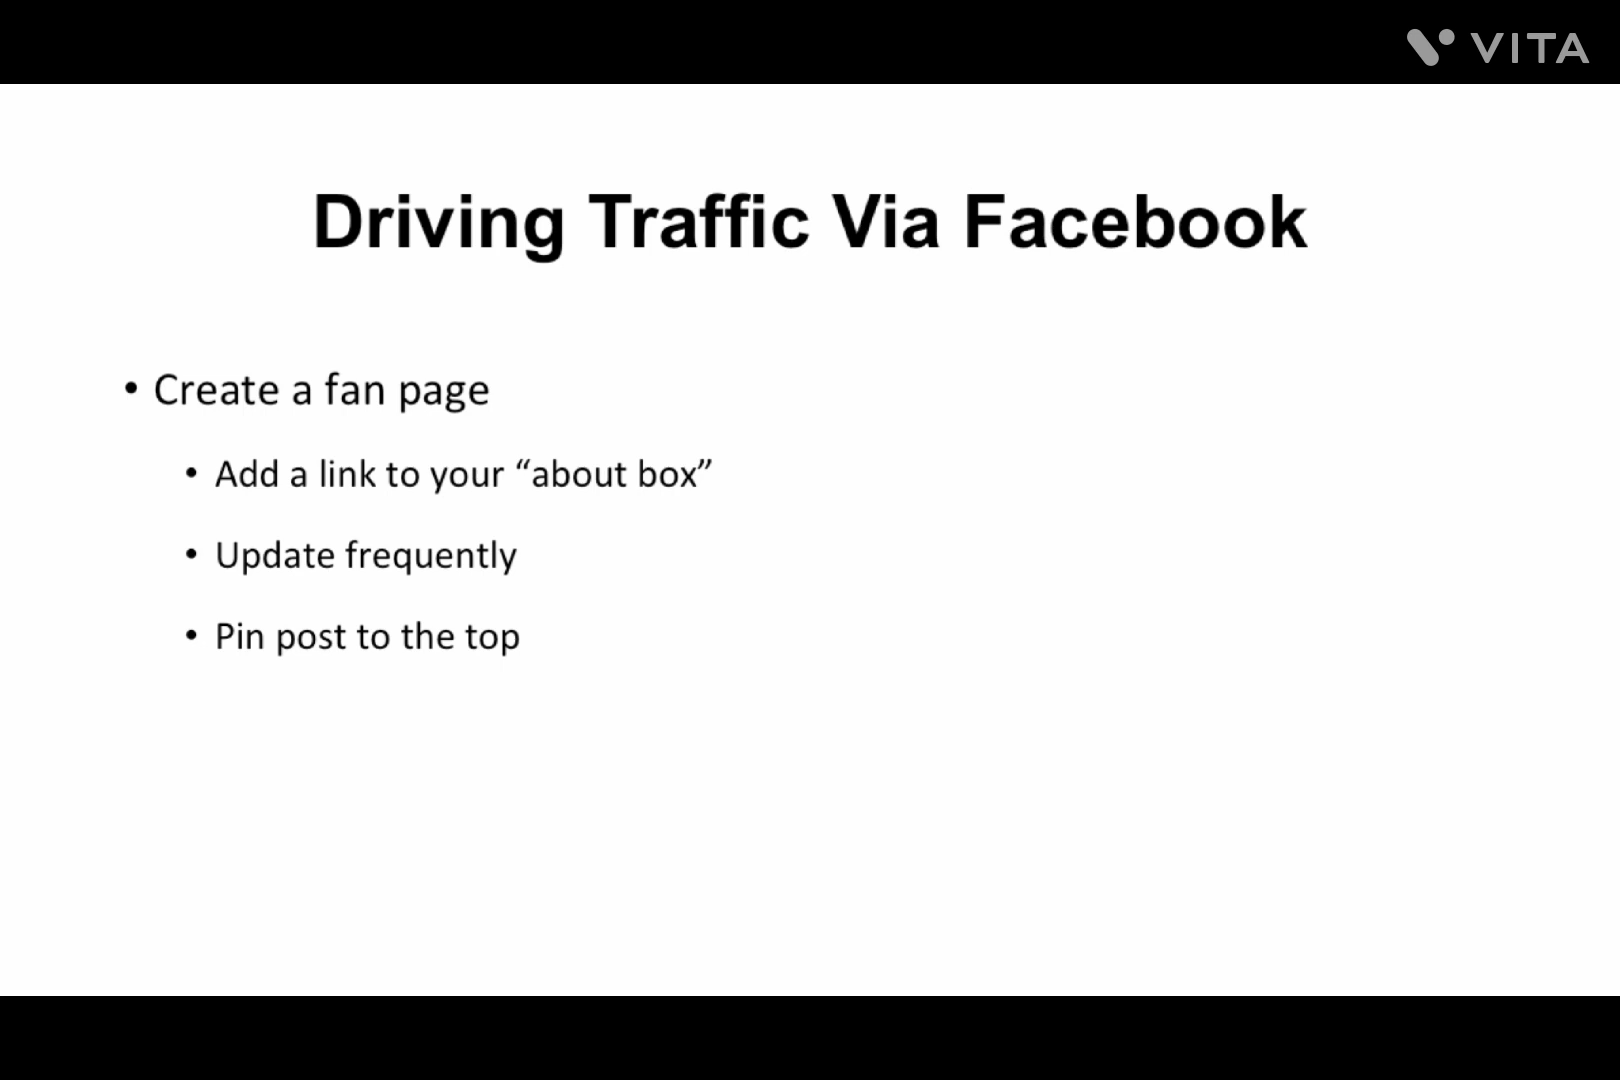 VITA
Driving Traffic Via Facebook
• Create a fan page
• Add a link to your “about box”
• Update frequently
• Pin post to the top